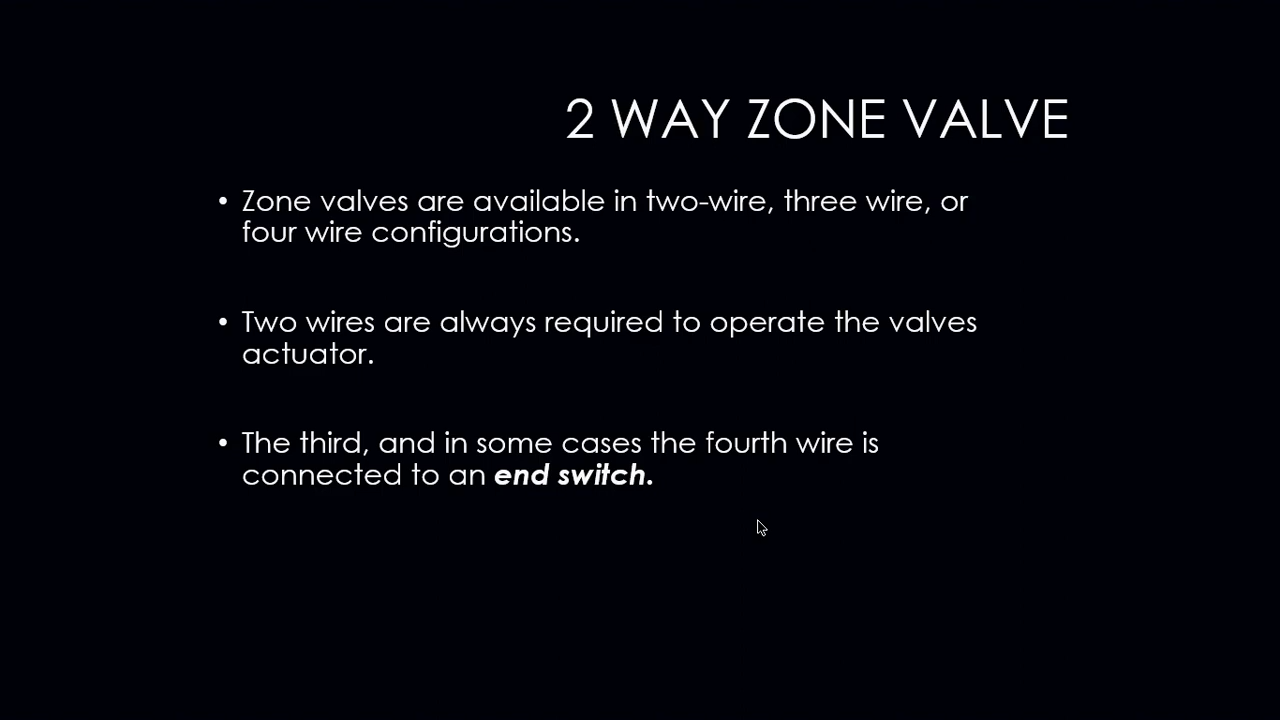 2 WAY ZONE VALVE
• Zone valves are available in two-wire, three wire, or
four wire configurations.
• Two wires are always required to operate the valves
actuator.
• The third, and in some cases the fourth wire is
connected to an end switch.